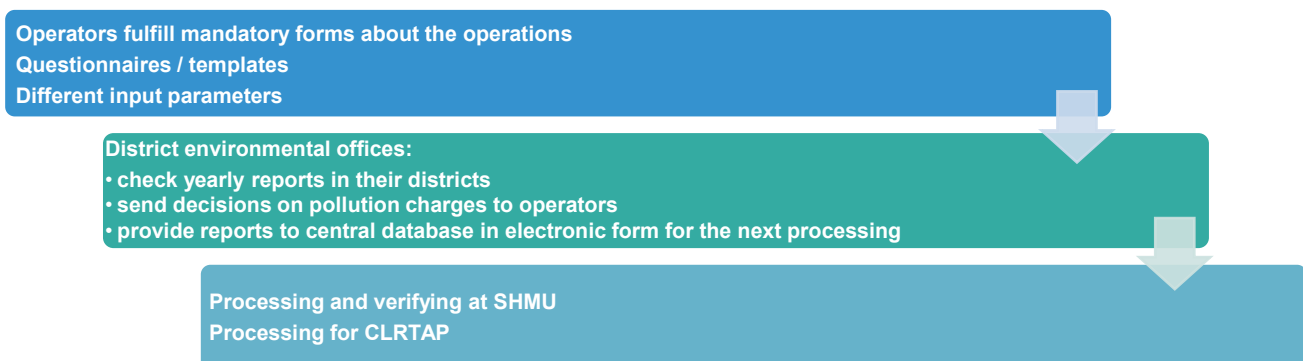 Operators fulfill mandatory forms about the operations
Questionnaires / templates
Different input parameters
District environmental offices:
• check yearly reports in their districts
• send decisions on pollution charges to operators
• provide reports to central database in electronic form for the next processing
Processing and verifying at SHMU
Processing for CLRTAP